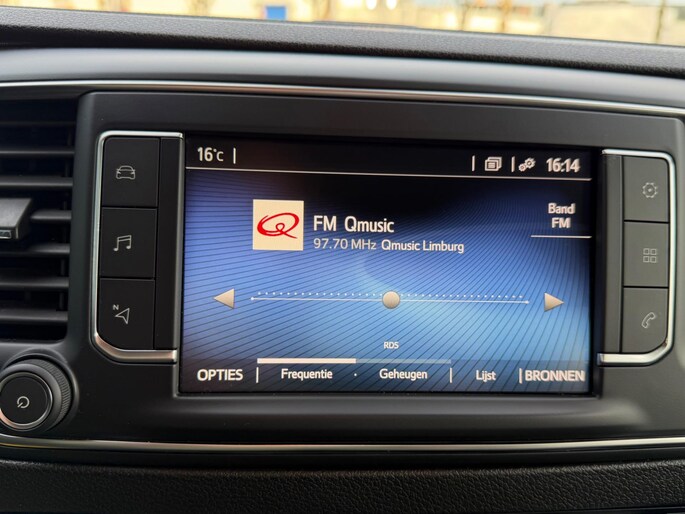 16°C
16:14
FM Qmusic
97.70 MHz Qmusic Limburg
Band
FM
RDS
OPTIES
Frequentie
Geheugen
Lijst
BRONNEN
N